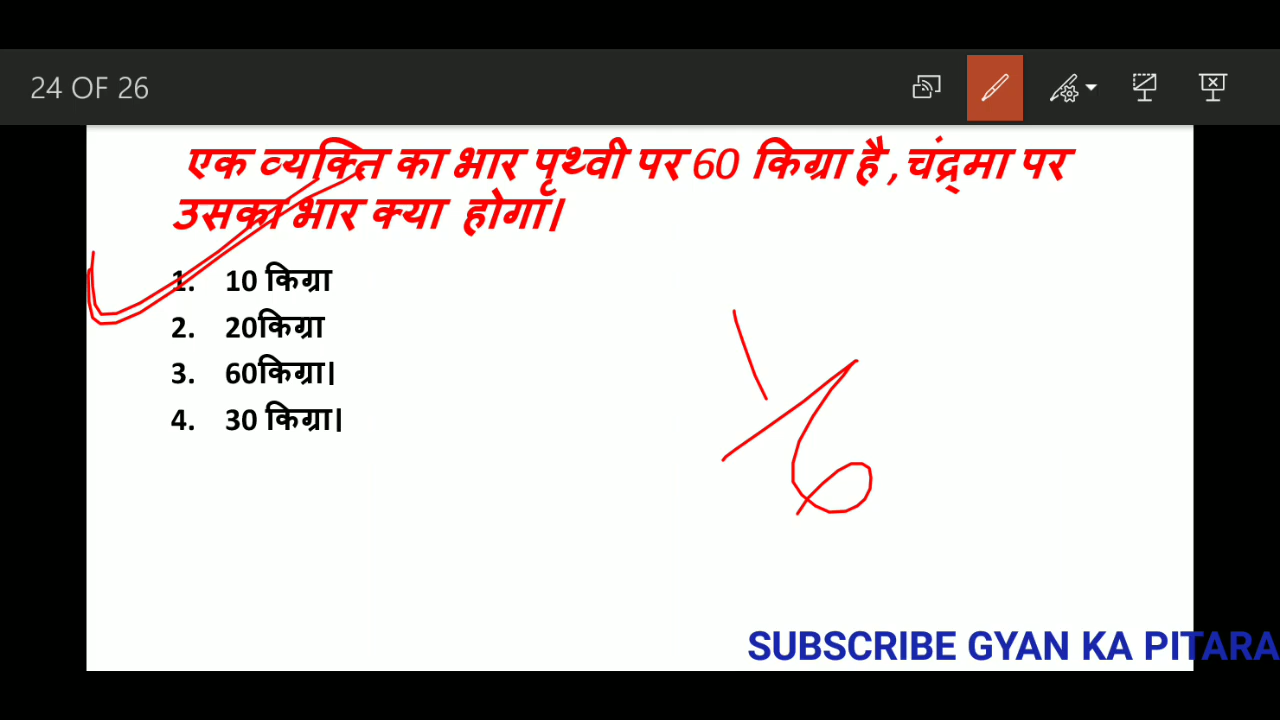 24 OF 26
एक व्यक्ति का भार पृथ्वी पर 60 किग्रा है ,चंद्र्मा पर
उसका भार क्या होगा।
1. 10 किग्रा
2. 20किग्रा
3. 60किग्रा।
4. 30 किग्रा।
1/6
SUBSCRIBE GYAN KA PITARA